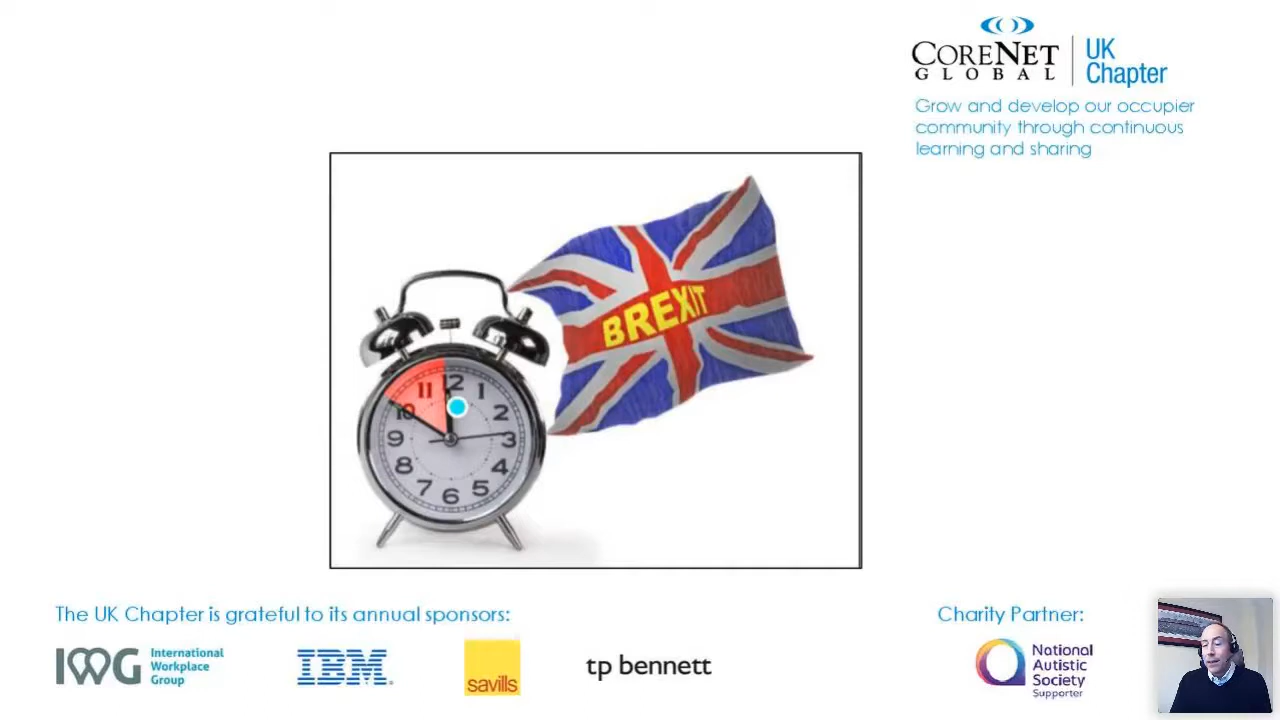 CORENET
GLOBAL
UK
Chapter
Grow and develop our occupier
community through continuous
learning and sharing
BREXIT
11
12
1
10
2
9
3
8
4
7
6
5
The UK Chapter is grateful to its annual sponsors:
IWG
International
Workplace
Group
IBM
savills
tp bennett
Charity Partner:
National
Autistic
Society
Supporter